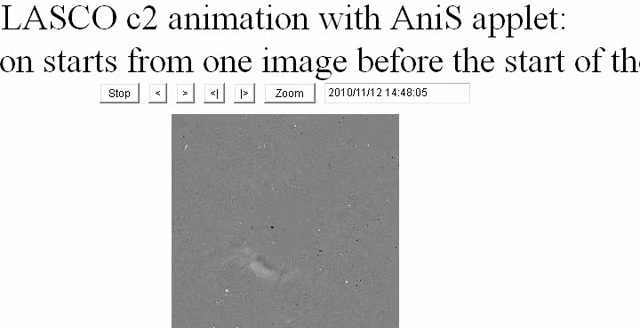 LASCO c2 animation with AniS applet:
on starts from one image before the start of th
Stop < > <| |> Zoom 2010/11/12 14:48:05